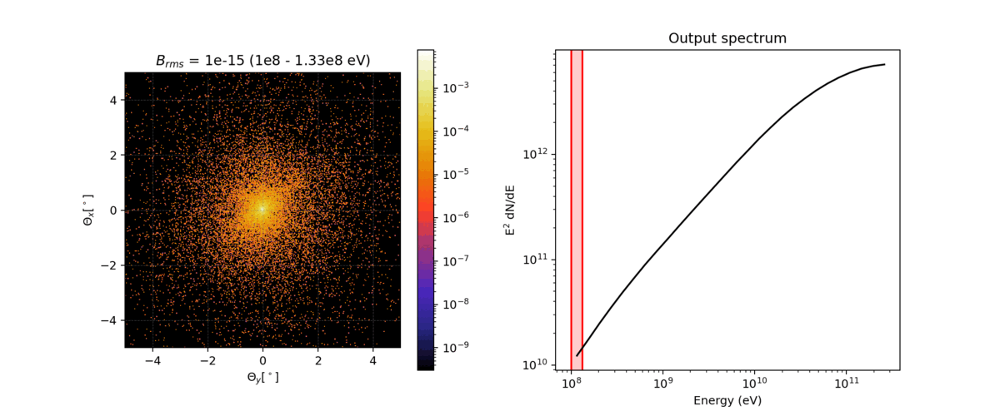 B_rms = 1e-15 (1e8 - 1.33e8 eV)
4
2
0
−2
−4
Θ_x[°]
−4 −2 0 2 4
Θ_y[°]
10^−3
10^−4
10^−5
10^−6
10^−7
10^−8
10^−9
Output spectrum
10^12
10^11
10^10
E^2 dN/dE
10^8 10^9 10^10 10^11
Energy (eV)